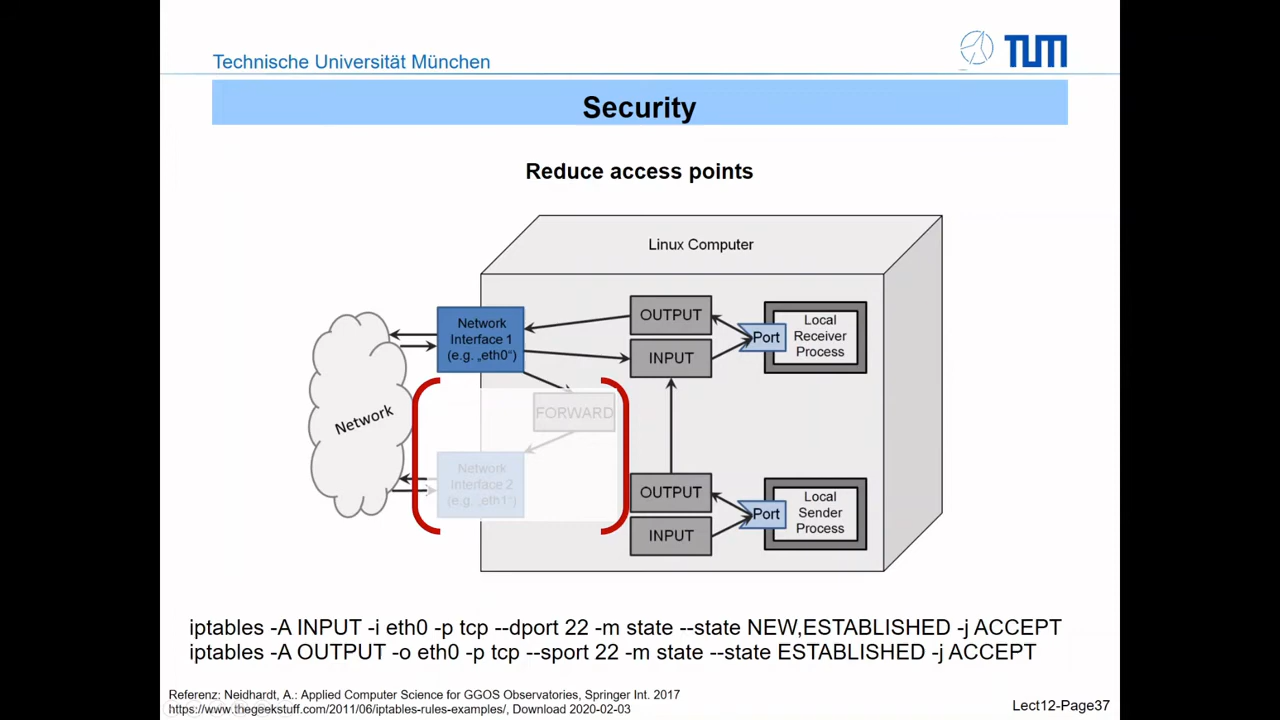 Technische Universität München
TUM
Security
Reduce access points
Linux Computer
Network
Interface 1
(e.g. „eth0“)
OUTPUT
INPUT
Port
Local
Receiver
Process
Network
FORWARD
Network
Interface 2
(e.g. „eth1“)
OUTPUT
INPUT
Port
Local
Sender
Process
iptables -A INPUT -i eth0 -p tcp --dport 22 -m state --state NEW,ESTABLISHED -j ACCEPT
iptables -A OUTPUT -o eth0 -p tcp --sport 22 -m state --state ESTABLISHED -j ACCEPT
Referenz: Neidhardt, A.: Applied Computer Science for GGOS Observatories, Springer Int. 2017
https://www.thegeekstuff.com/2011/06/iptables-rules-examples/, Download 2020-02-03
Lect12-Page37